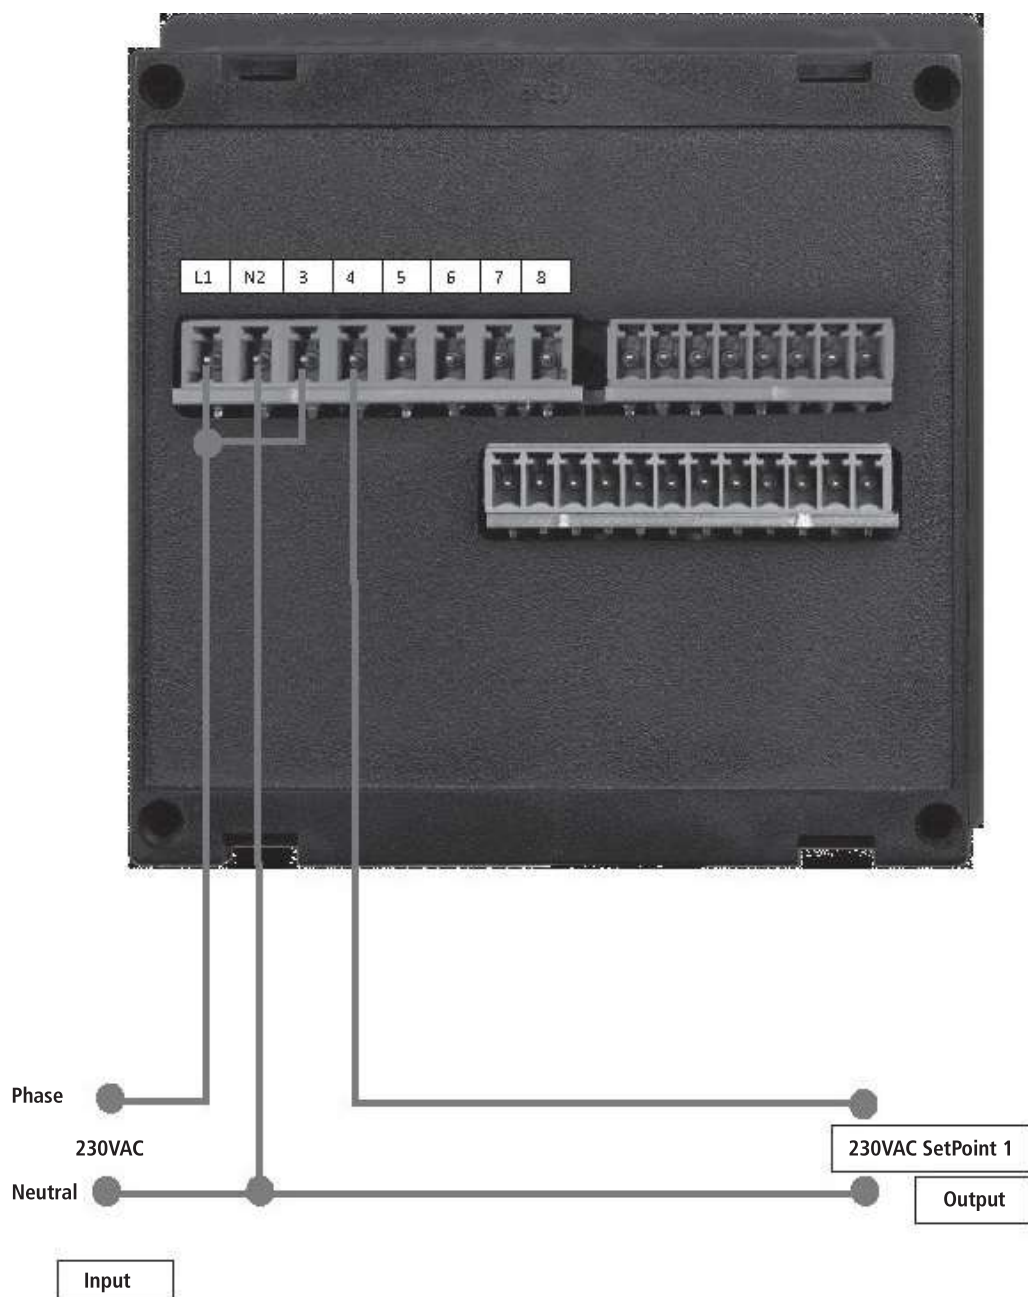 L1 N2 3 4 5 6 7 8
Phase
230VAC
230VAC SetPoint 1
Neutral
Output
Input